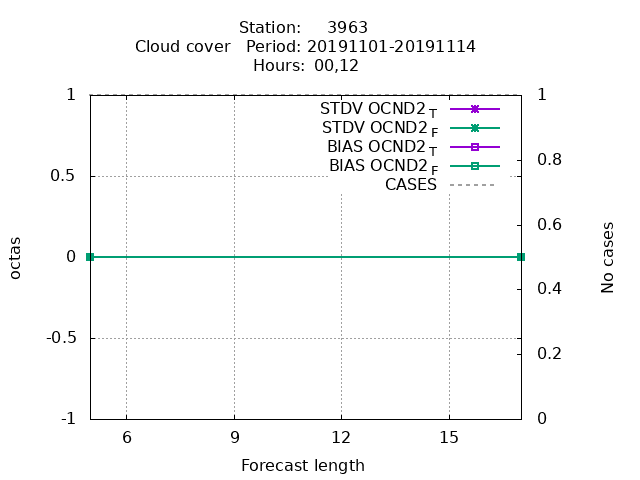 Station: 3963
Cloud cover Period: 20191101-20191114
Hours: 00,12
STDV OCND2 T
STDV OCND2 F
BIAS OCND2 T
BIAS OCND2 F
CASES
1
0.5
0
-0.5
-1
octas
1
0.8
0.6
0.4
0.2
0
No cases
6 9 12 15
Forecast length